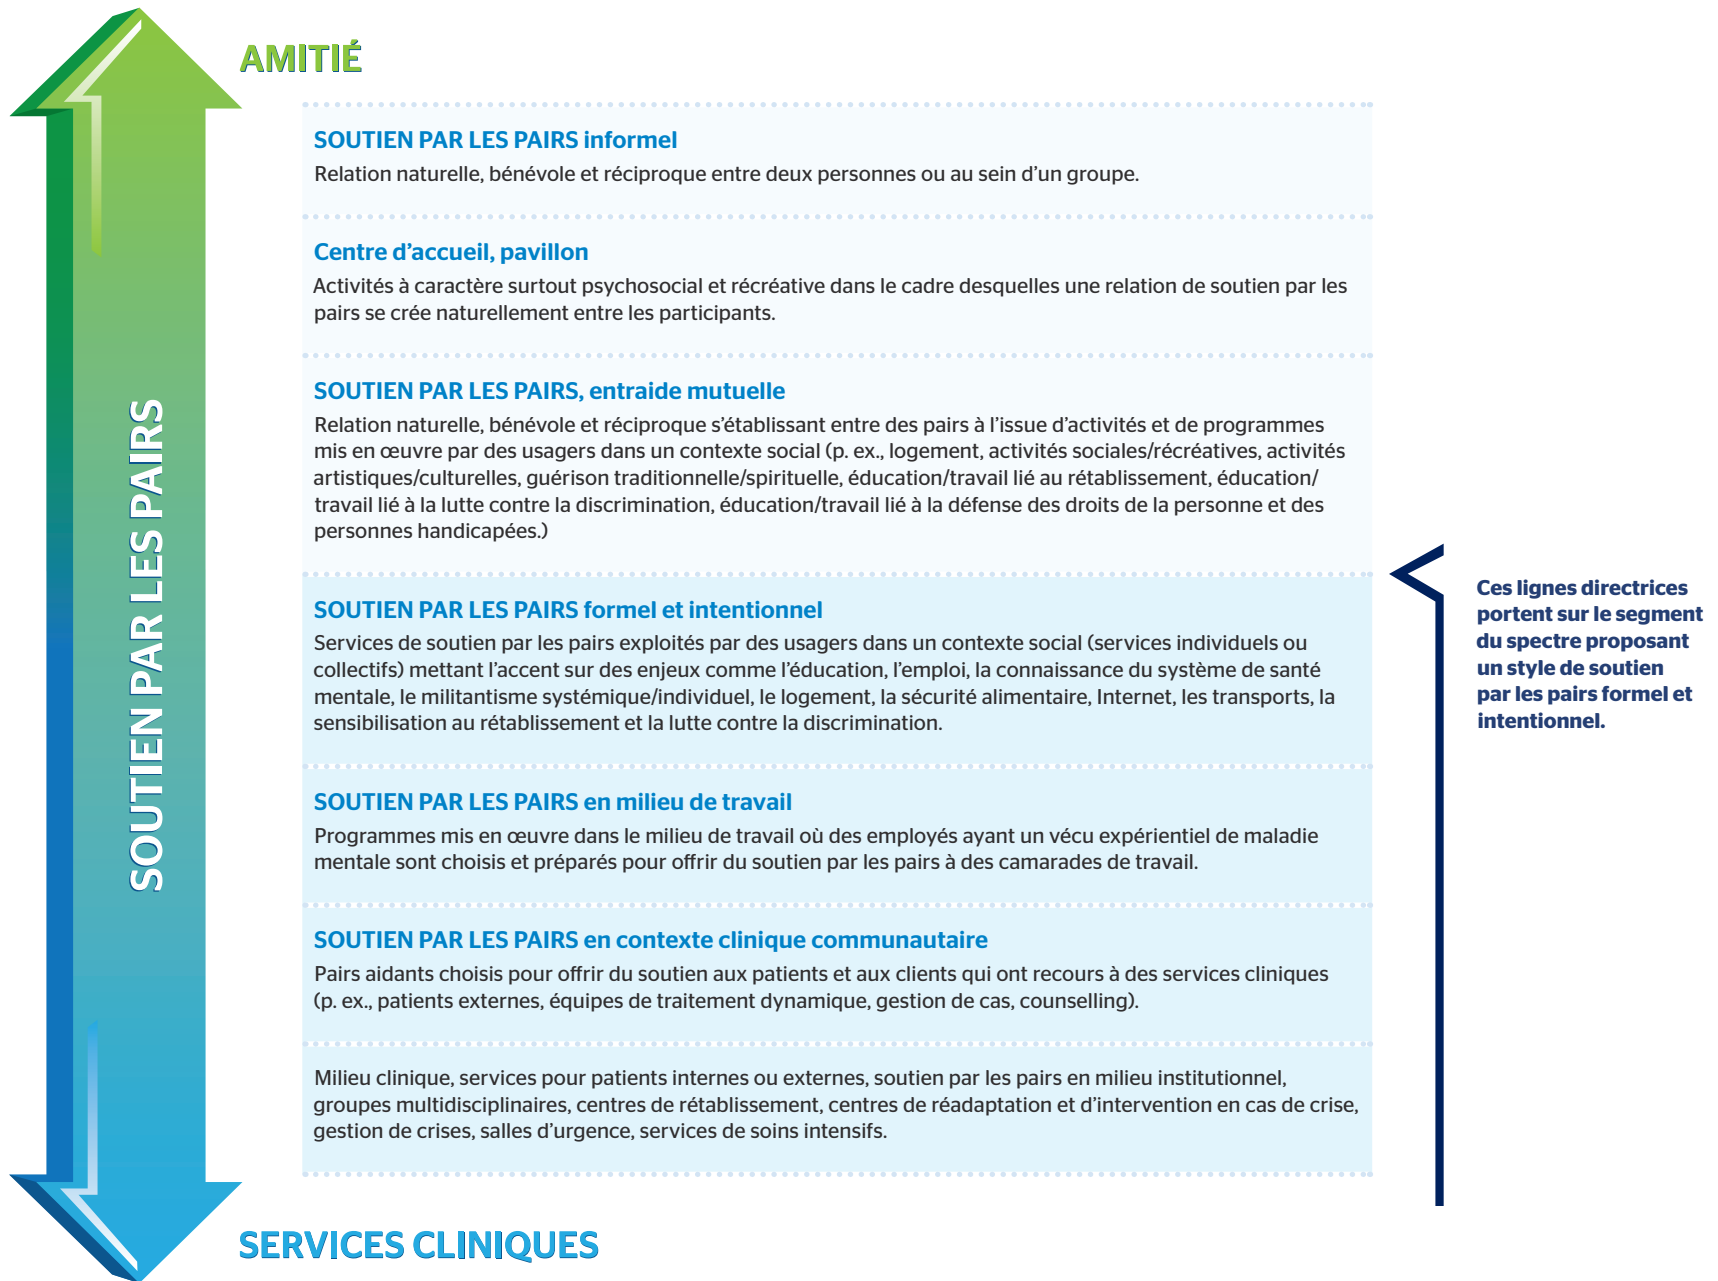 AMITIÉ
SOUTIEN PAR LES PAIRS informel
Relation naturelle, bénévole et réciproque entre deux personnes ou au sein d’un groupe.
Centre d’accueil, pavillon
Activités à caractère surtout psychosocial et récréative dans le cadre desquelles une relation de soutien par les
pairs se crée naturellement entre les participants.
SOUTIEN PAR LES PAIRS, entraide mutuelle
Relation naturelle, bénévole et réciproque s’établissant entre des pairs à l’issue d’activités et de programmes
mis en œuvre par des usagers dans un contexte social (p. ex., logement, activités sociales/récréatives, activités
artistiques/culturelles, guérison traditionnelle/spirituelle, éducation/travail lié au rétablissement, éducation/
travail lié à la lutte contre la discrimination, éducation/travail lié à la défense des droits de la personne et des
personnes handicapées.)
SOUTIEN PAR LES PAIRS formel et intentionnel
Services de soutien par les pairs exploités par des usagers dans un contexte social (services individuels ou
collectifs) mettant l’accent sur des enjeux comme l’éducation, l’emploi, la connaissance du système de santé
mentale, le militantisme systémique/individuel, le logement, la sécurité alimentaire, Internet, les transports, la
sensibilisation au rétablissement et la lutte contre la discrimination.
SOUTIEN PAR LES PAIRS en milieu de travail
Programmes mis en œuvre dans le milieu de travail où des employés ayant un vécu expérientiel de maladie
mentale sont choisis et préparés pour offrir du soutien par les pairs à des camarades de travail.
SOUTIEN PAR LES PAIRS en contexte clinique communautaire
Pairs aidants choisis pour offrir du soutien aux patients et aux clients qui ont recours à des services cliniques
(p. ex., patients externes, équipes de traitement dynamique, gestion de cas, counselling).
Milieu clinique, services pour patients internes ou externes, soutien par les pairs en milieu institutionnel,
groupes multidisciplinaires, centres de rétablissement, centres de réadaptation et d’intervention en cas de crise,
gestion de crises, salles d’urgence, services de soins intensifs.
SERVICES CLINIQUES
SOUTIEN PAR LES PAIRS
Ces lignes directrices
portent sur le segment
du spectre proposant
un style de soutien
par les pairs formel et
intentionnel.